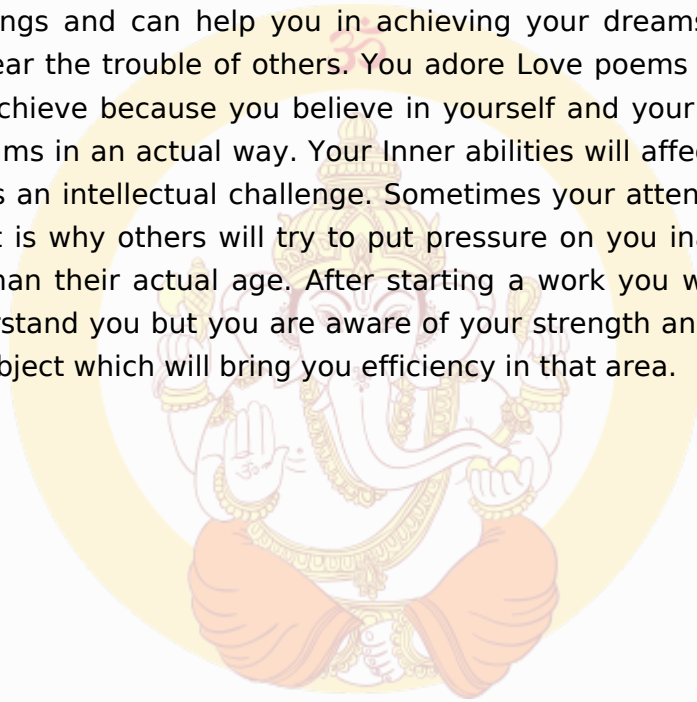 ngs and can help you in achieving your dreams
ear the trouble of others. You adore Love poems
chieve because you believe in yourself and your
ms in an actual way. Your Inner abilities will affe
s an intellectual challenge. Sometimes your atten
t is why others will try to put pressure on you in
han their actual age. After starting a work you w
rstand you but you are aware of your strength an
bject which will bring you efficiency in that area.
ॐ
ॐ